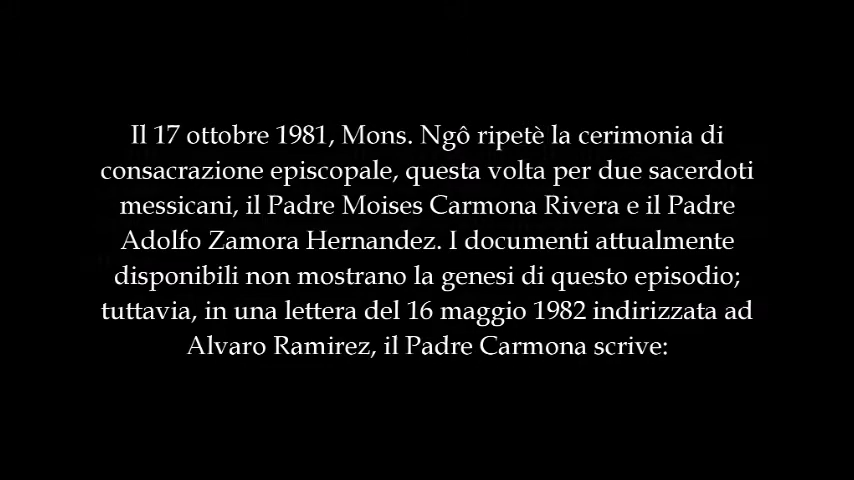 Il 17 ottobre 1981, Mons. Ngô ripetè la cerimonia di
consacrazione episcopale, questa volta per due sacerdoti
messicani, il Padre Moises Carmona Rivera e il Padre
Adolfo Zamora Hernandez. I documenti attualmente
disponibili non mostrano la genesi di questo episodio;
tuttavia, in una lettera del 16 maggio 1982 indirizzata ad
Alvaro Ramirez, il Padre Carmona scrive: